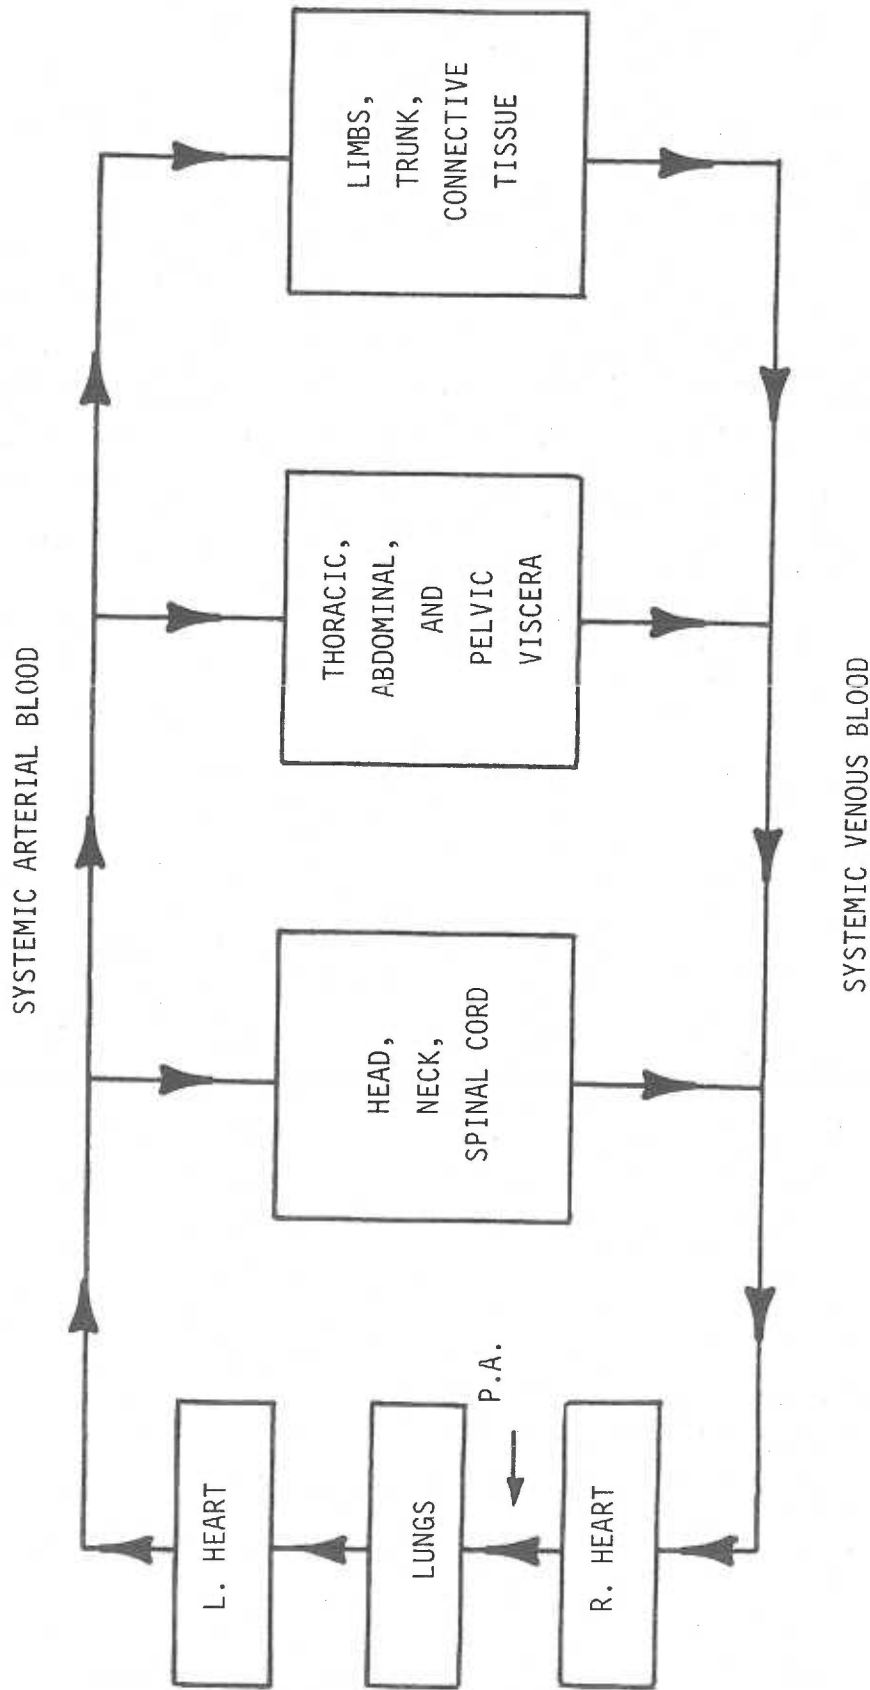 SYSTEMIC ARTERIAL BLOOD
L. HEART
LUNGS
P.A.
R. HEART
HEAD,
NECK,
SPINAL CORD
THORACIC,
ABDOMINAL,
AND
PELVIC
VISCERA
LIMBS,
TRUNK,
CONNECTIVE
TISSUE
SYSTEMIC VENOUS BLOOD